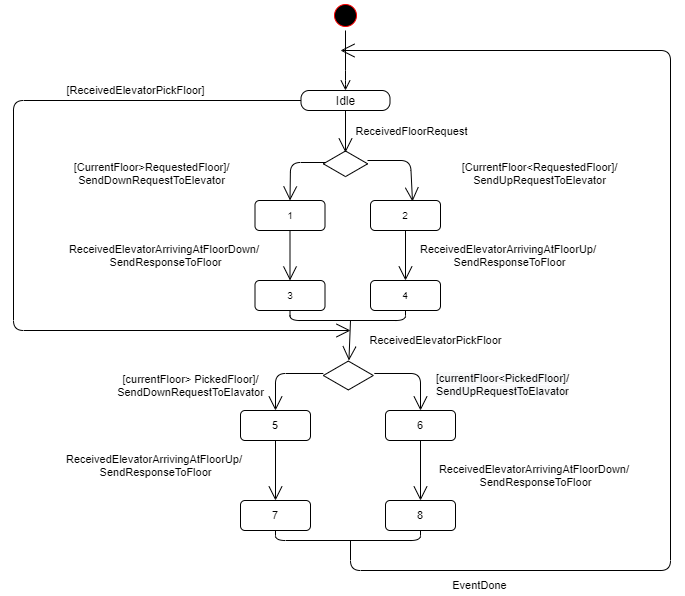 [ReceivedElevatorPickFloor]
Idle
ReceivedFloorRequest
[CurrentFloor>RequestedFloor]/
SendDownRequestToElevator
[CurrentFloor<RequestedFloor]/
SendUpRequestToElevator
1
2
ReceivedElevatorArrivingAtFloorDown/
SendResponseToFloor
ReceivedElevatorArrivingAtFloorUp/
SendResponseToFloor
3
4
ReceivedElevatorPickFloor
[currentFloor> PickedFloor]/
SendDownRequestToElavator
[currentFloor<PickedFloor]/
SendUpRequestToElavator
5
6
ReceivedElevatorArrivingAtFloorUp/
SendResponseToFloor
ReceivedElevatorArrivingAtFloorDown/
SendResponseToFloor
7
8
EventDone